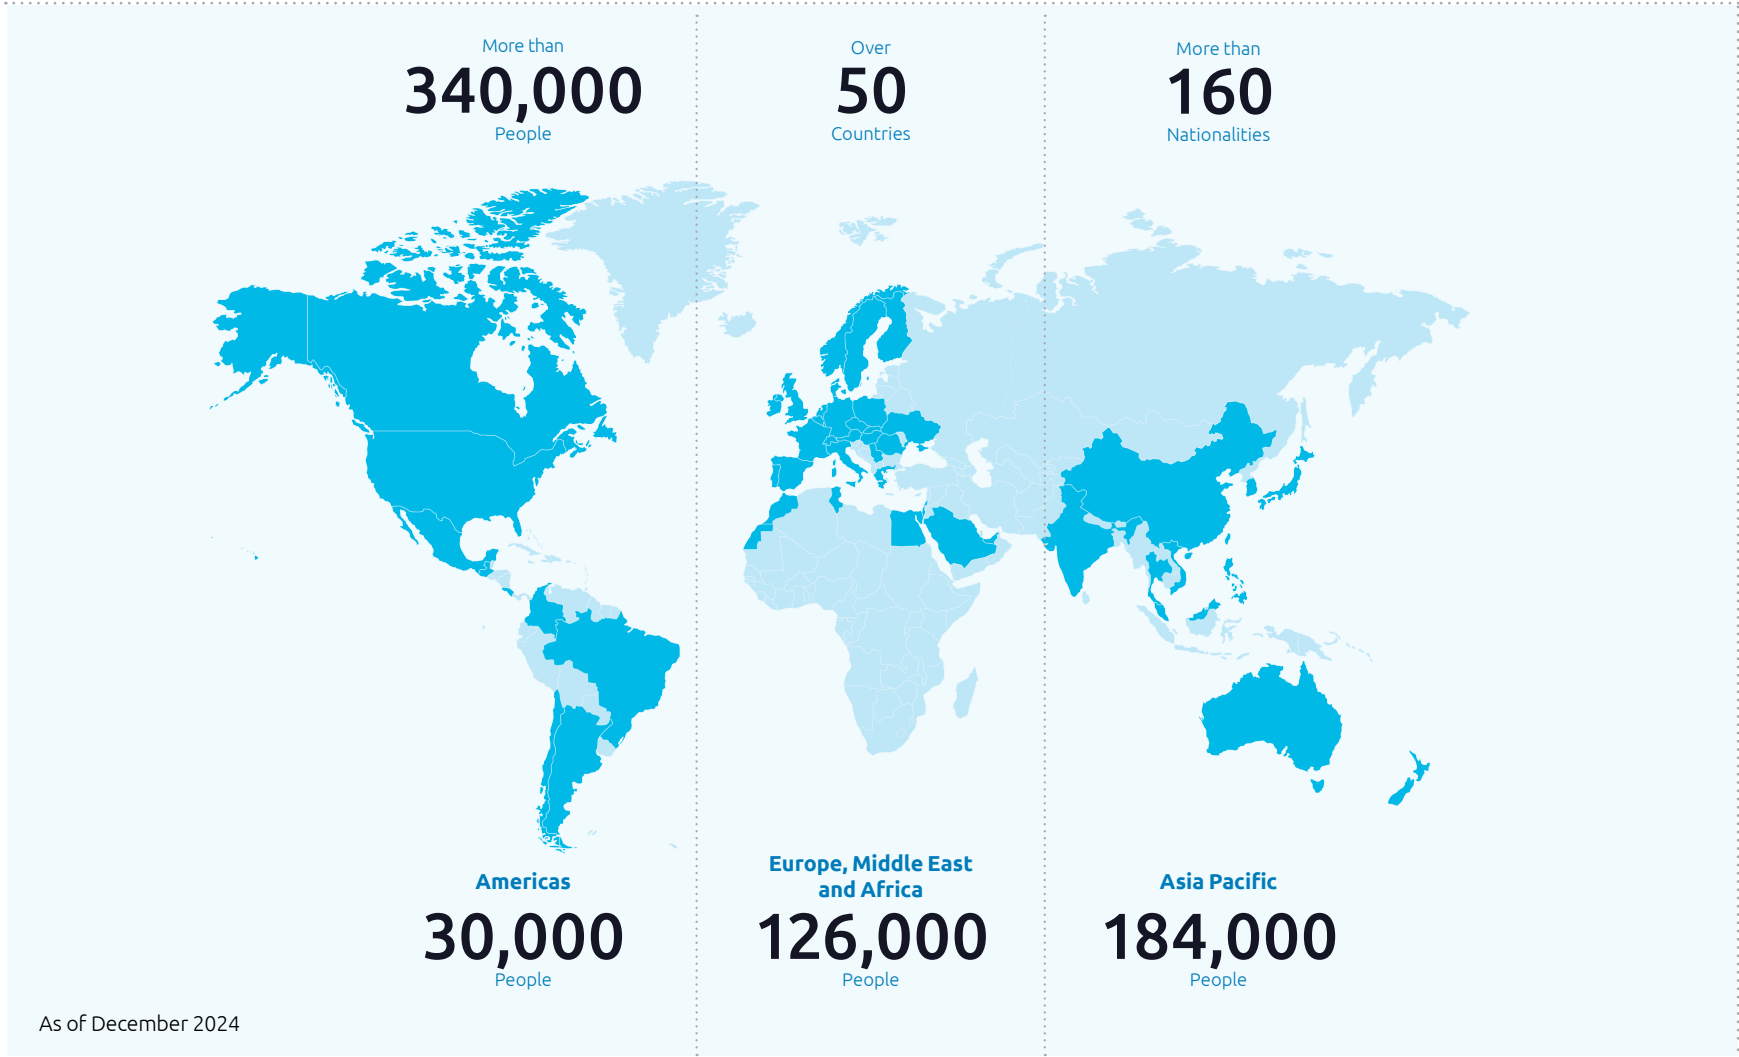 More than
340,000
People
Over
50
Countries
More than
160
Nationalities
Americas
30,000
People
Europe, Middle East
and Africa
126,000
People
Asia Pacific
184,000
People
As of December 2024